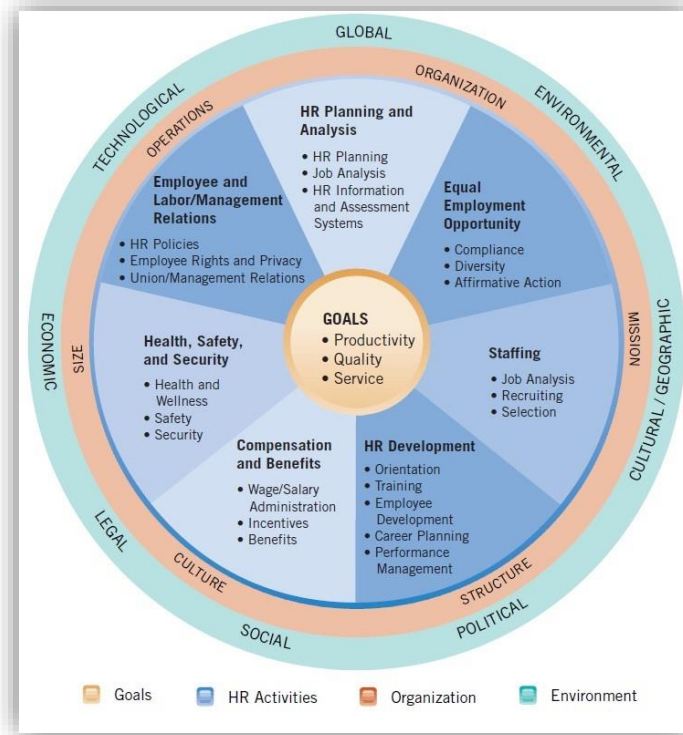 GLOBAL
ORGANIZATION
ENVIRONMENTAL
TECHNOLOGICAL
OPERATIONS
HR Planning and
Analysis
• HR Planning
• Job Analysis
• HR Information
and Assessment
Systems
Employee and
Labor/Management
Relations
• HR Policies
• Employee Rights and Privacy
• Union/Management Relations
Equal
Employment
Opportunity
• Compliance
• Diversity
• Affirmative Action
GOALS
• Productivity
• Quality
• Service
ECONOMIC
SIZE
Health, Safety,
and Security
• Health and
Wellness
• Safety
• Security
Staffing
• Job Analysis
• Recruiting
• Selection
MISSION
CULTURAL / GEOGRAPHIC
Compensation
and Benefits
• Wage/Salary
Administration
• Incentives
• Benefits
HR Development
• Orientation
• Training
• Employee
Development
• Career Planning
• Performance
Management
LEGAL
CULTURE
STRUCTURE
SOCIAL
POLITICAL
Goals
HR Activities
Organization
Environment